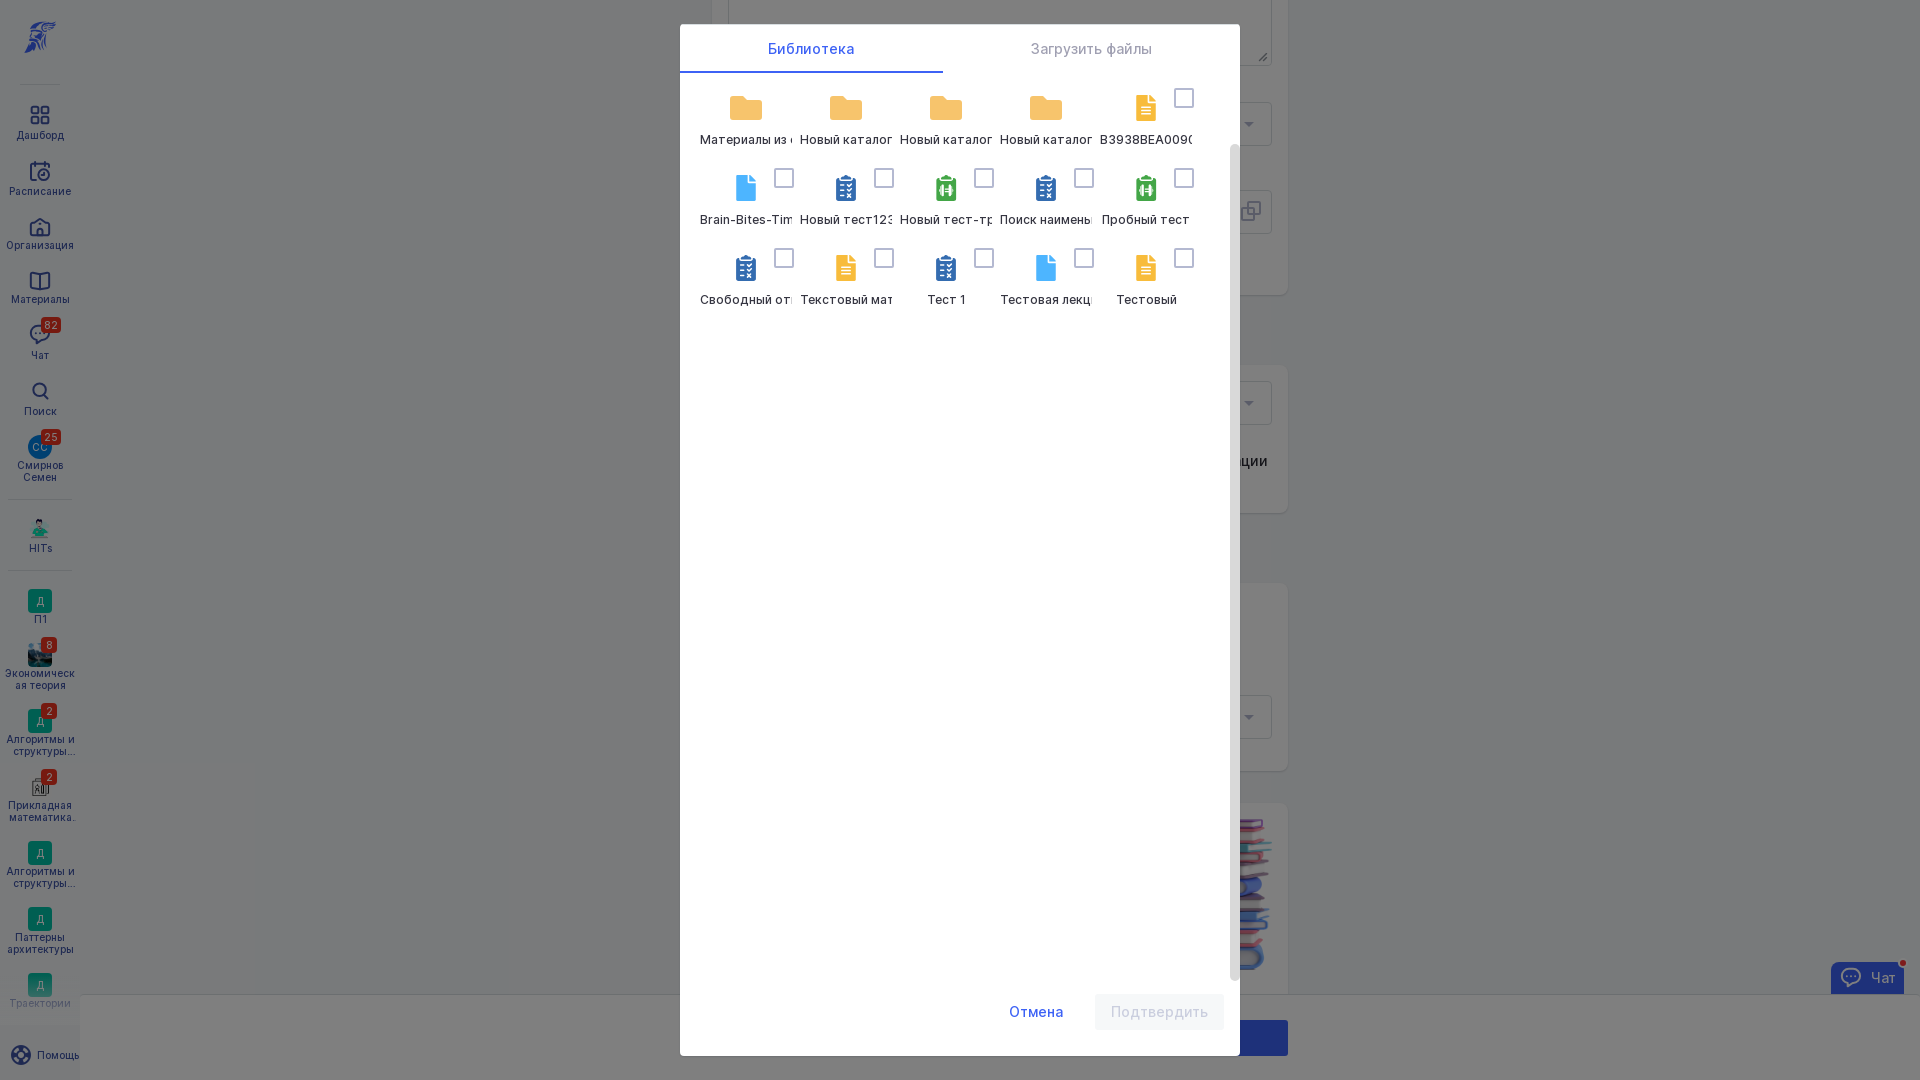 Библиотека
Загрузить файлы
Материалы из
Новый каталог
Новый каталог
Новый каталог
B3938BEA009
Brain-Bites-Tim
Новый тест123
Новый тест-тр
Поиск наимены
Пробный тест
Свободный от
Текстовый мат
Тест 1
Тестовая лекц
Тестовый
Отмена
Подтвердить
Дашборд
Расписание
Организация
Материалы
82
Чат
Поиск
25
СС
Смирнов
Семен
HITs
Д
П1
8
Экономическ
ая теория
2
Д
Алгоритмы и
структуры...
2
Прикладная
математика.
Д
Алгоритмы и
структуры...
Д
Паттерны
архитектуры
Д
Траектории
Помощь
ции
Чат